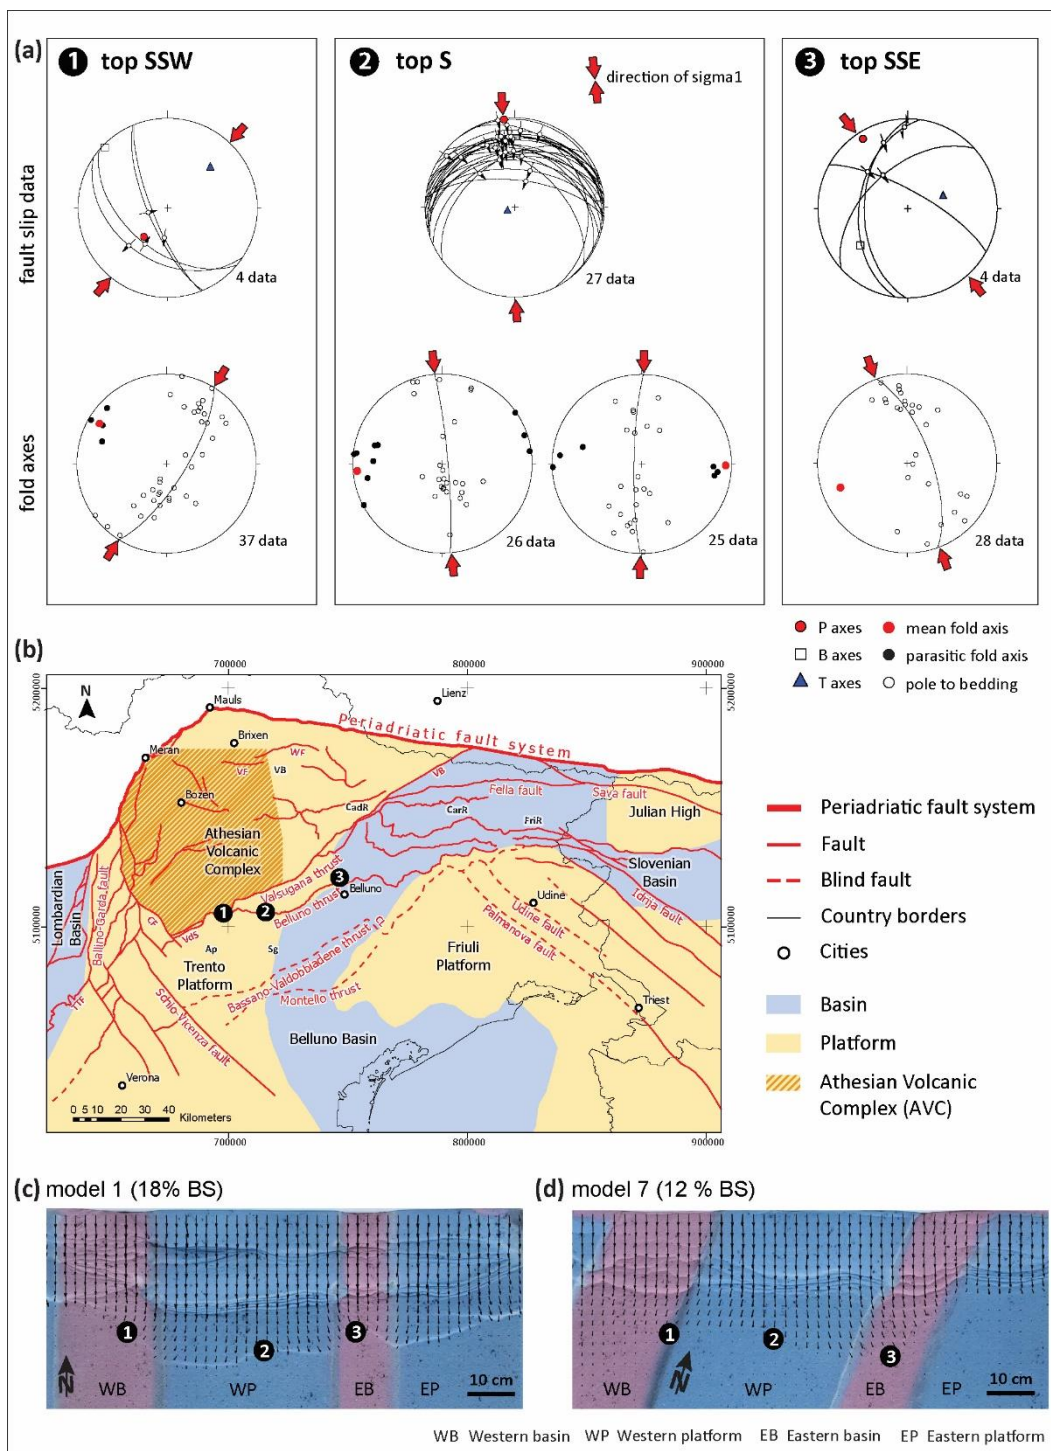 (a)
1 top SSW
2 top S
3 top SSE
direction of sigma1
fault slip data
4 data
27 data
4 data
fold axes
37 data
26 data
25 data
28 data
P axes
mean fold axis
B axes
parasitic fold axis
T axes
pole to bedding
(b)
700000
800000
900000
5200000
5200000
N
Mauls
Lienz
Periadriatic fault system
Brixen
Meran
WF
VF
VB
VB
Bozen
Fella fault
Sava fault
CadR
CarR
FriR
Julian High
Athesian
Volcanic
Complex
Slovenian
Basin
Lombardian
Basin
Ballino-Garda fault
Valsugana thrust
3
Belluno
Belluno thrust
1
2
Udine
Idrija fault
Udine fault
Palmanova fault
CF
VdS
5100000
5100000
Ap
Sg
Trento
Platform
Friuli
Platform
Bassano-Valdobbiadene thrust
Montello thrust
TTF
Schio-Vicenza fault
Triest
Belluno Basin
Verona
0 5 10 20 30 40
Kilometers
700000
800000
900000
Periadriatic fault system
Fault
Blind fault
Country borders
Cities
Basin
Platform
Athesian Volcanic
Complex (AVC)
(c) model 1 (18% BS)
1
2
3
N
WB
WP
EB
EP
10 cm
(d) model 7 (12 % BS)
1
2
3
N
WB
WP
EB
EP
10 cm
WB Western basin WP Western platform EB Eastern basin EP Eastern platform